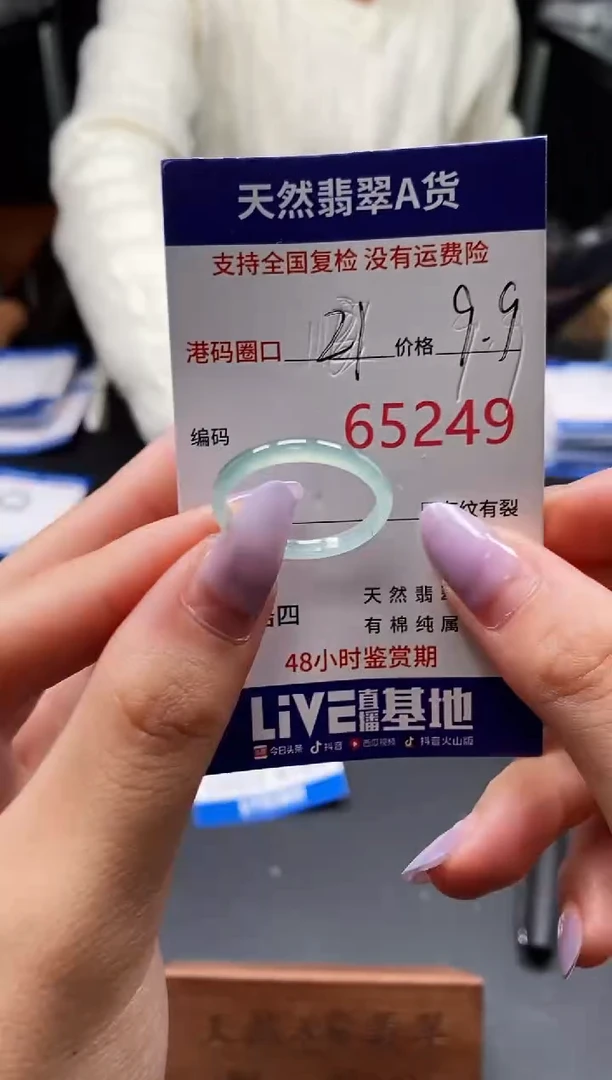 天然翡翠A货
支持全国复检 没有运费险
港码圈口 21 价格 9.9
编码 65249
纹有裂
四 天然翡
有棉纯属
48小时鉴赏期
LiVE直播基地
今日头条 抖音 西瓜视频 抖音火山版